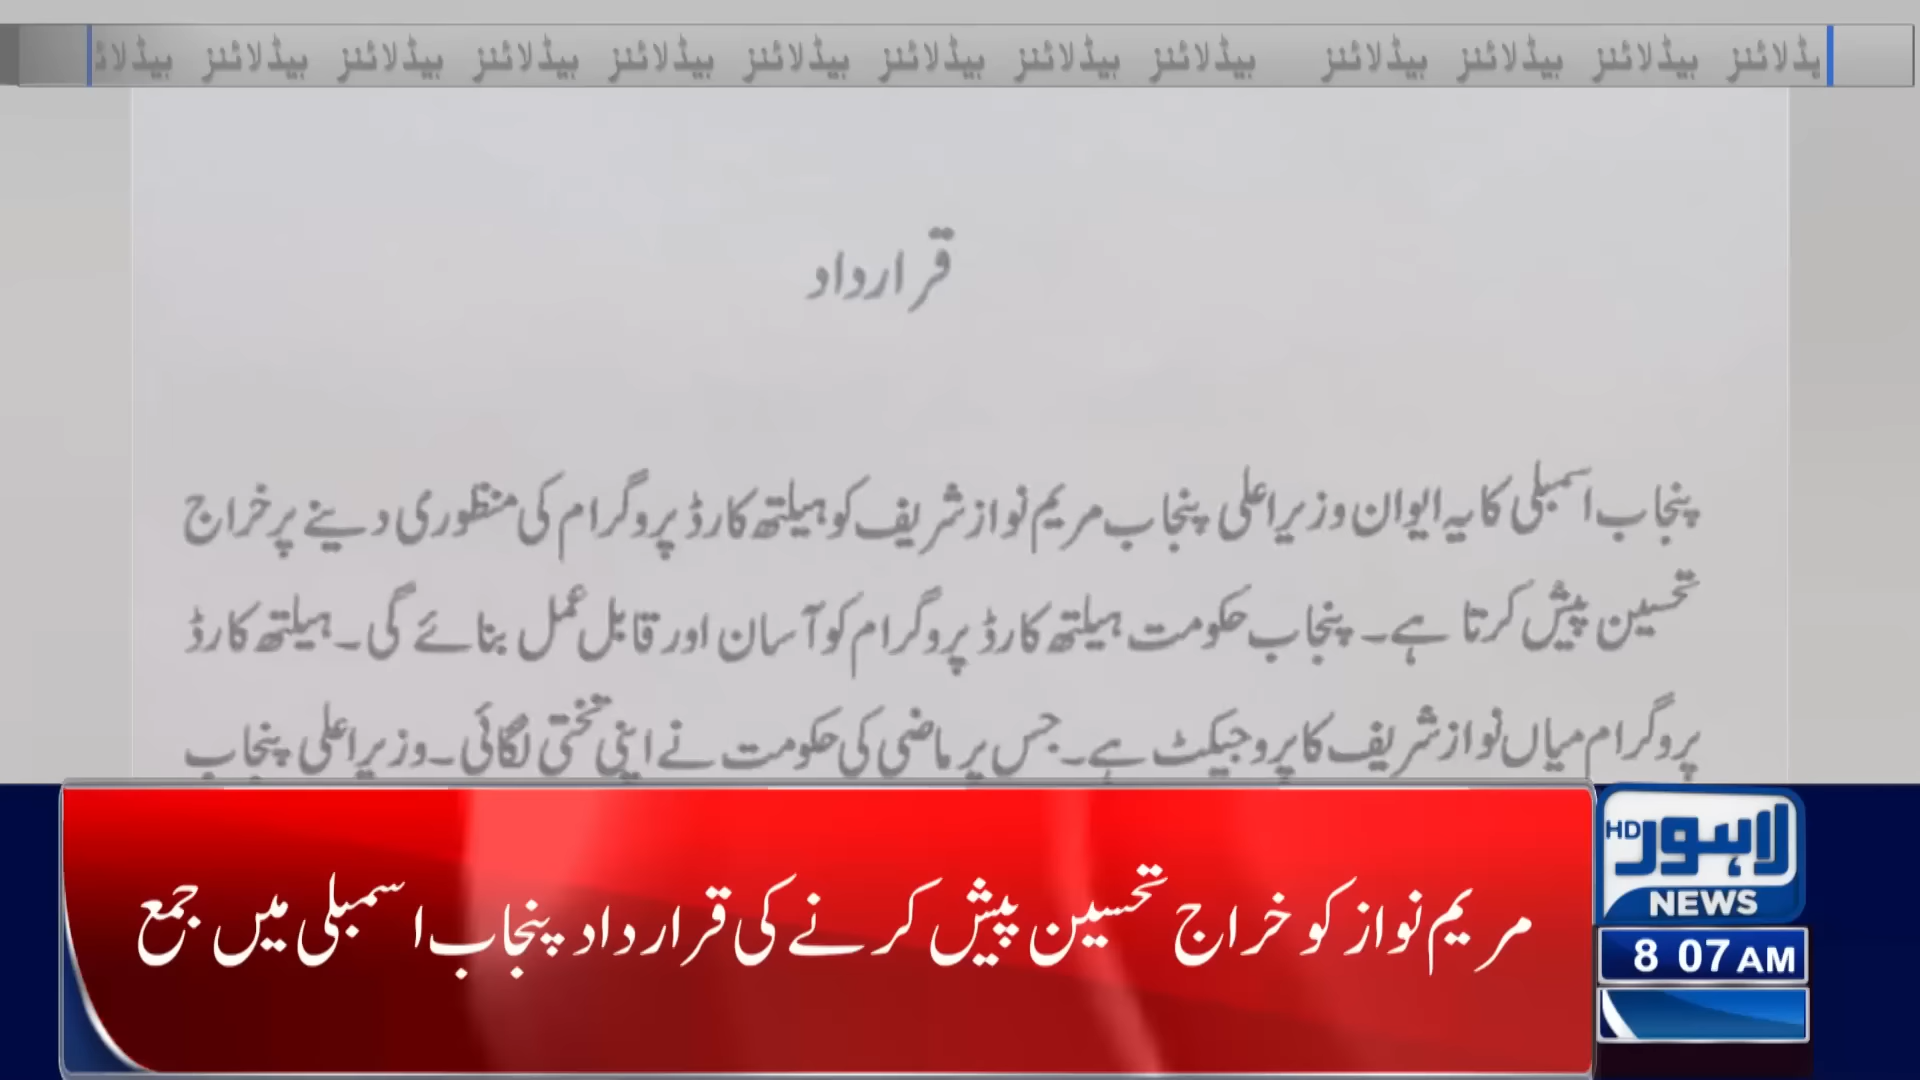 ہیڈلائنز ہیڈلائنز ہیڈلائنز ہیڈلائنز ہیڈلائنز ہیڈلائنز ہیڈلائنز ہیڈلائنز ہیڈلائنز ہیڈلائنز ہیڈلائنز
قرارداد
پنجاب اسمبلی کا یہ ایوان وزیراعلی پنجاب مریم نواز شریف کو ہیلتھ کارڈ پروگرام کی منظوری دینے پر خراج
تحسین پیش کرتا ہے۔ پنجاب حکومت ہیلتھ کارڈ پروگرام کو آسان اور قابل عمل بنائے گی۔ ہیلتھ کارڈ
پروگرام میاں نواز شریف کا پروجیکٹ ہے۔ جس پر ماضی کی حکومت نے اپنی تختی لگائی۔ وزیراعلی پنجاب
مریم نواز کو خراج تحسین پیش کرنے کی قرارداد پنجاب اسمبلی میں جمع
لاہور HD
NEWS
8 07 AM